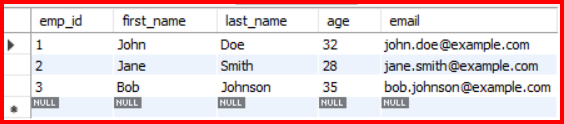 emp_id first_name last_name age email
1 John Doe 32 john.doe@example.com
2 Jane Smith 28 jane.smith@example.com
3 Bob Johnson 35 bob.johnson@example.com
NULL NULL NULL NULL NULL